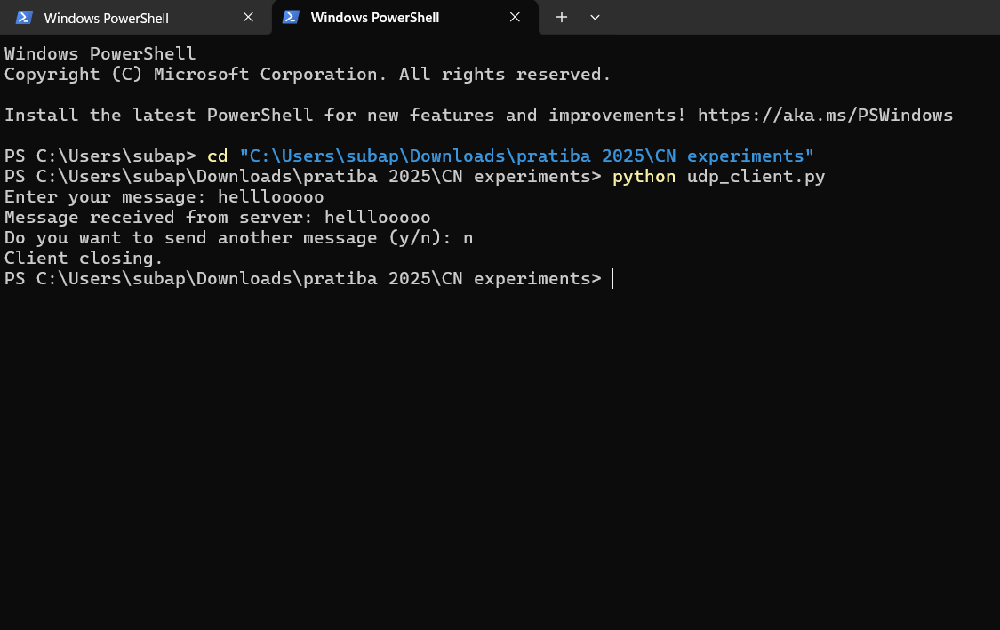 Windows PowerShell
Windows PowerShell
Windows PowerShell
Copyright (C) Microsoft Corporation. All rights reserved.
Install the latest PowerShell for new features and improvements! https://aka.ms/PSWindows
PS C:\Users\subap> cd "C:\Users\subap\Downloads\pratiba 2025\CN experiments"
PS C:\Users\subap\Downloads\pratiba 2025\CN experiments> python udp_client.py
Enter your message: helllooooo
Message received from server: helllooooo
Do you want to send another message (y/n): n
Client closing.
PS C:\Users\subap\Downloads\pratiba 2025\CN experiments>